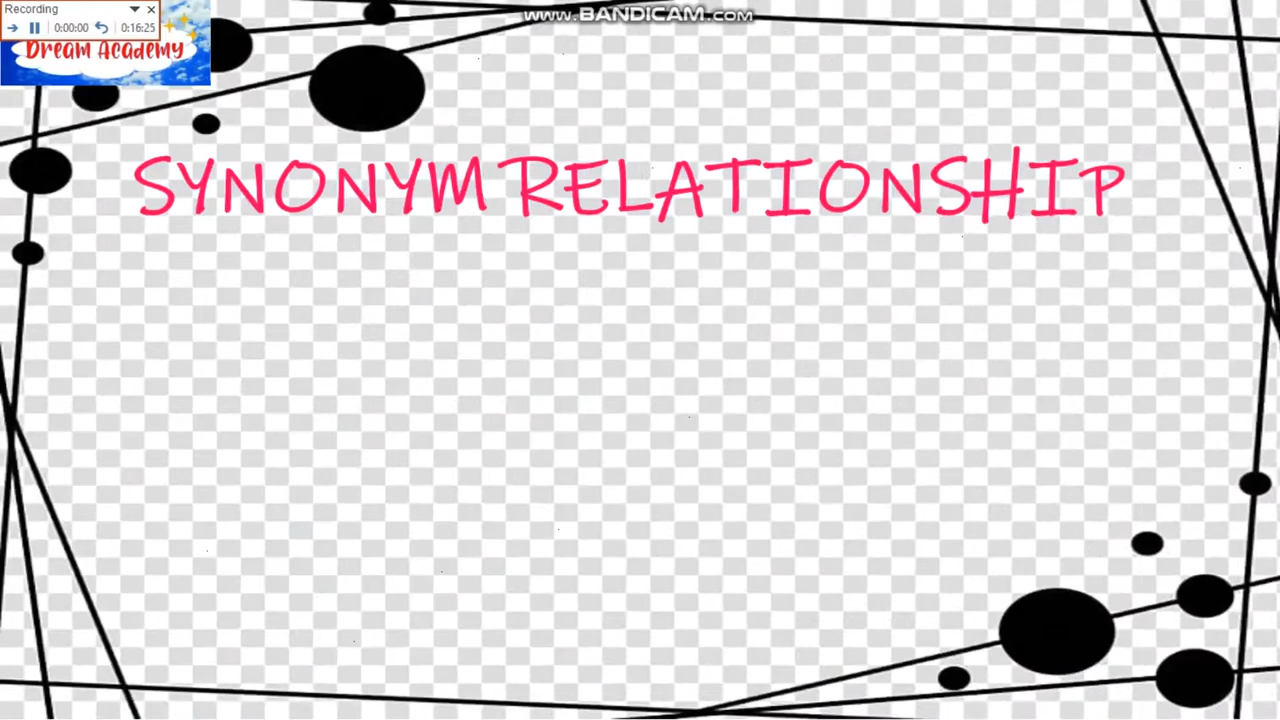 Recording
0:00:00 0:16:25
WWW.BANDICAM.COM
Dream Academy
SYNONYM RELATIONSHIP